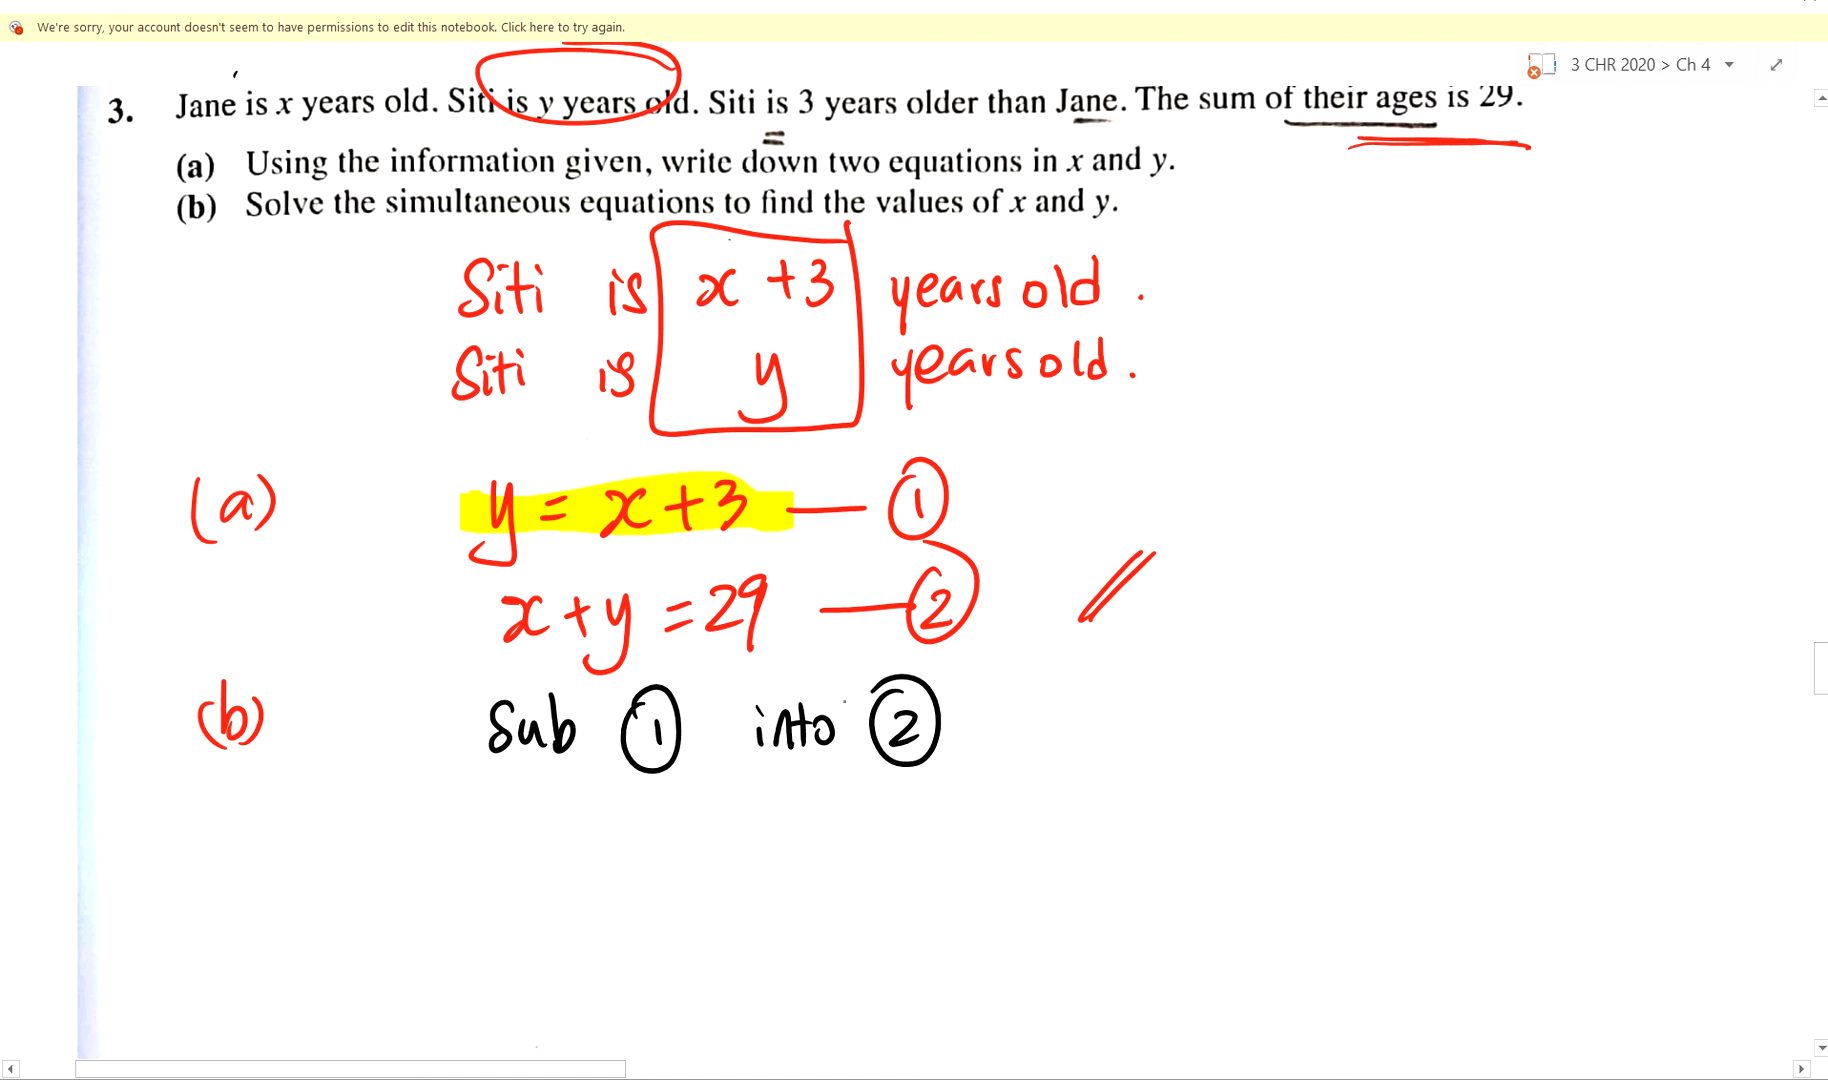 We're sorry, your account doesn't seem to have permissions to edit this notebook. Click here to try again.
3 CHR 2020 > Ch 4
3. Jane is x years old. Siti is y years old. Siti is 3 years older than Jane. The sum of their ages is 29.
(a) Using the information given, write down two equations in x and y.
(b) Solve the simultaneous equations to find the values of x and y.
Siti is x + 3 years old.
Siti is y years old.
(a) y = x + 3 — ①
x + y = 29 — ②
(b) Sub ① into ②